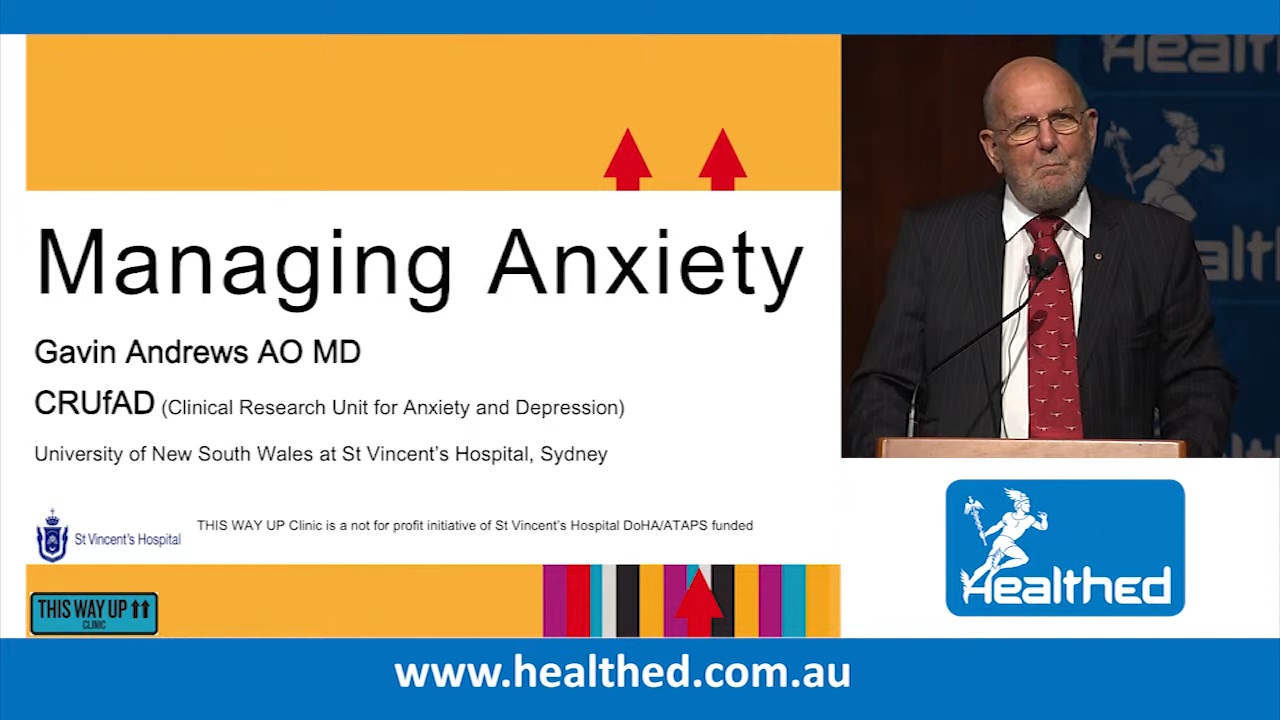 Managing Anxiety
Gavin Andrews AO MD
CRUfAD (Clinical Research Unit for Anxiety and Depression)
University of New South Wales at St Vincent's Hospital, Sydney
St Vincent's Hospital
THIS WAY UP Clinic is a not for profit initiative of St Vincent's Hospital DoHA/ATAPS funded
THIS WAY UP
CLINIC
Healthed
Healthed
HealthEd
www.healthed.com.au